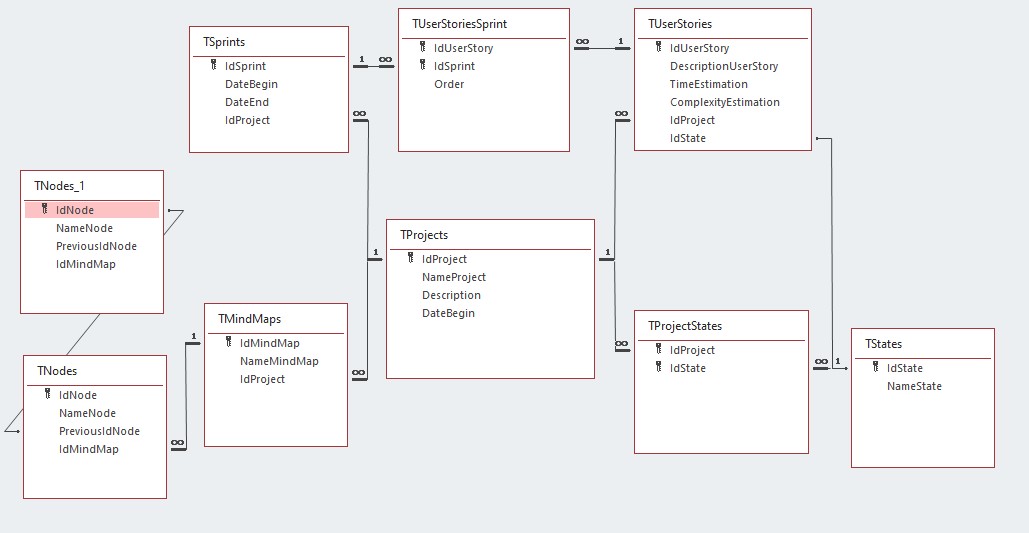 TSprints
IdSprint
DateBegin
DateEnd
IdProject
TUserStoriesSprint
IdUserStory
IdSprint
Order
TUserStories
IdUserStory
DescriptionUserStory
TimeEstimation
ComplexityEstimation
IdProject
IdState
TNodes_1
IdNode
NameNode
PreviousIdNode
IdMindMap
TProjects
IdProject
NameProject
Description
DateBegin
TMindMaps
IdMindMap
NameMindMap
IdProject
TProjectStates
IdProject
IdState
TStates
IdState
NameState
TNodes
IdNode
NameNode
PreviousIdNode
IdMindMap
1
∞
∞
1
∞
∞
1
1
1
∞
∞
∞
∞
1